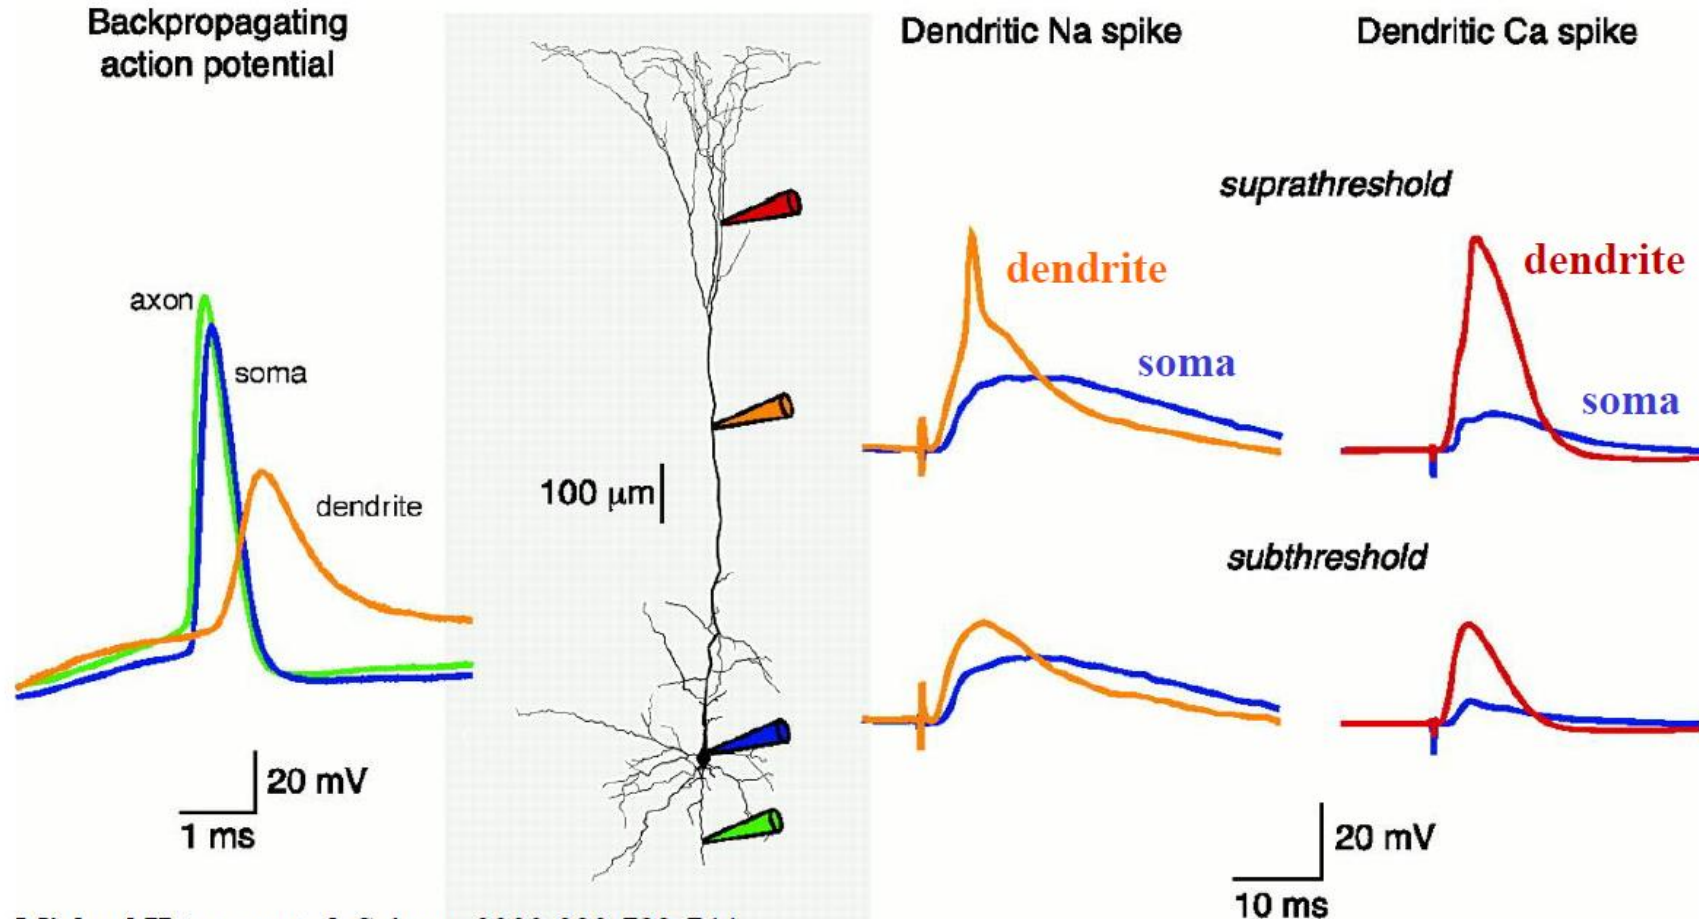 Backpropagating
action potential
axon
soma
dendrite
20 mV
1 ms
100 μm
Dendritic Na spike
Dendritic Ca spike
suprathreshold
dendrite
soma
dendrite
soma
subthreshold
20 mV
10 ms